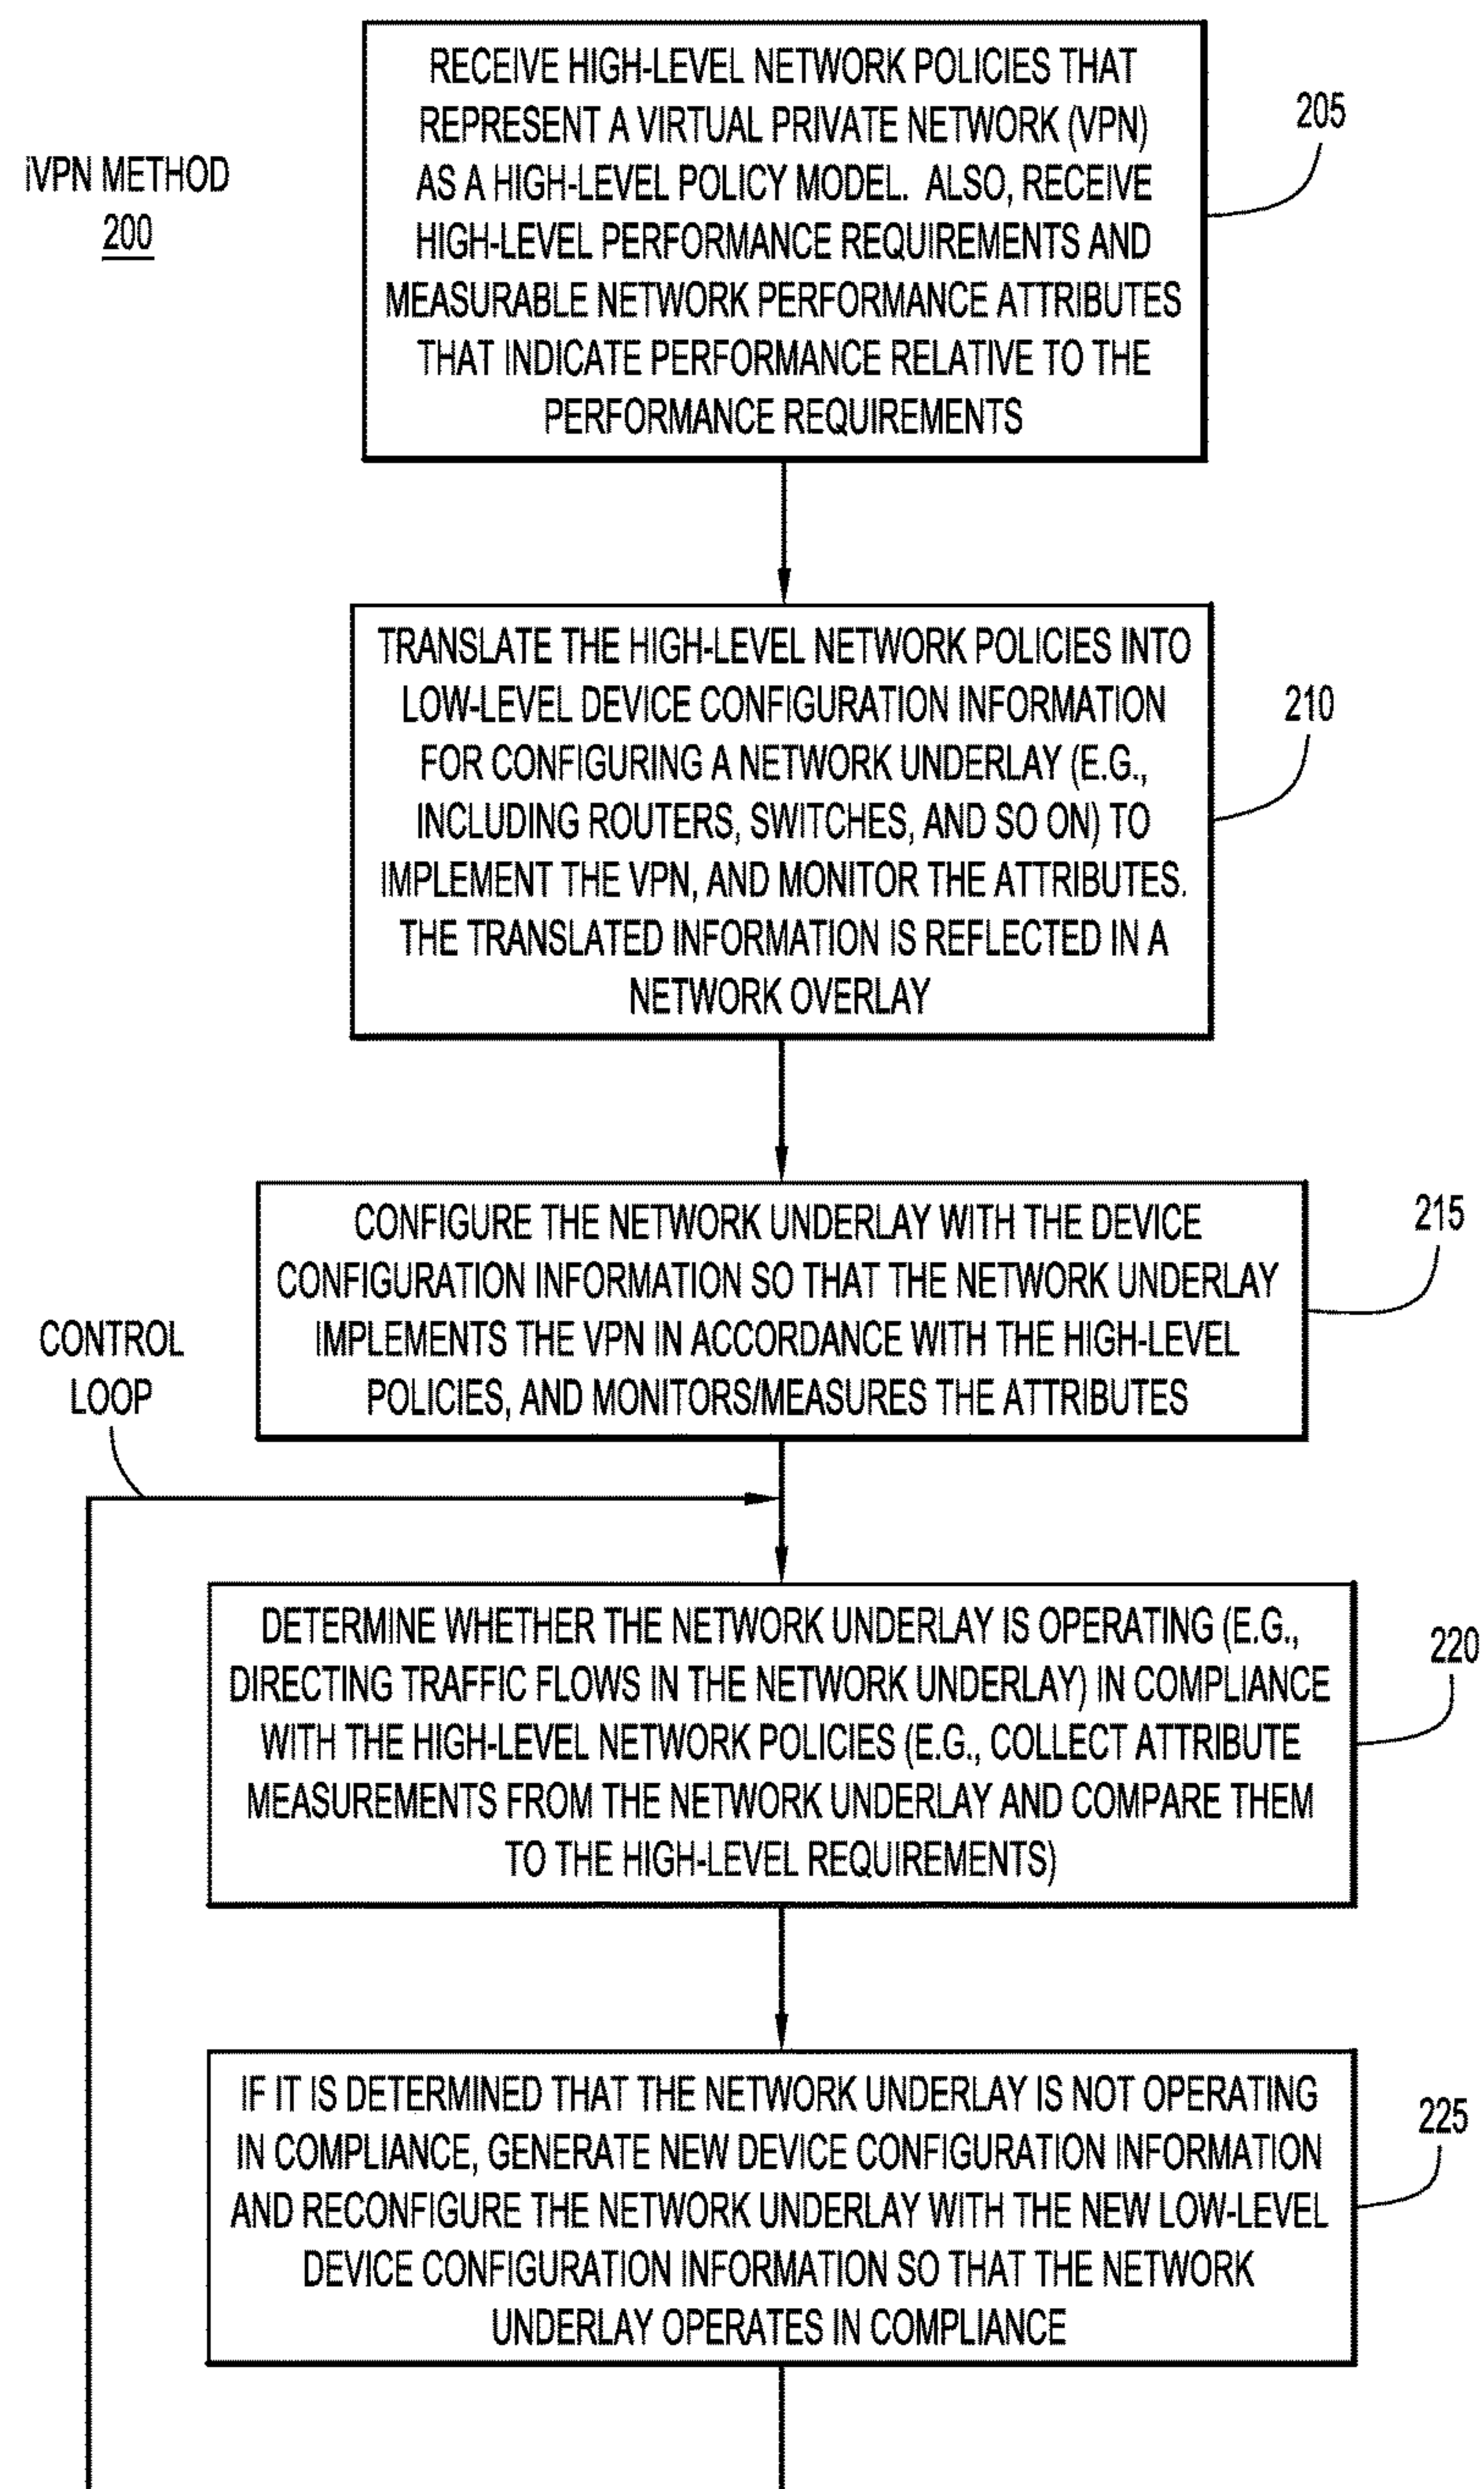 iVPN METHOD
200
RECEIVE HIGH-LEVEL NETWORK POLICIES THAT
REPRESENT A VIRTUAL PRIVATE NETWORK (VPN)
AS A HIGH-LEVEL POLICY MODEL. ALSO, RECEIVE
HIGH-LEVEL PERFORMANCE REQUIREMENTS AND
MEASURABLE NETWORK PERFORMANCE ATTRIBUTES
THAT INDICATE PERFORMANCE RELATIVE TO THE
PERFORMANCE REQUIREMENTS
205
TRANSLATE THE HIGH-LEVEL NETWORK POLICIES INTO
LOW-LEVEL DEVICE CONFIGURATION INFORMATION
FOR CONFIGURING A NETWORK UNDERLAY (E.G.,
INCLUDING ROUTERS, SWITCHES, AND SO ON) TO
IMPLEMENT THE VPN, AND MONITOR THE ATTRIBUTES.
THE TRANSLATED INFORMATION IS REFLECTED IN A
NETWORK OVERLAY
210
CONFIGURE THE NETWORK UNDERLAY WITH THE DEVICE
CONFIGURATION INFORMATION SO THAT THE NETWORK UNDERLAY
IMPLEMENTS THE VPN IN ACCORDANCE WITH THE HIGH-LEVEL
POLICIES, AND MONITORS/MEASURES THE ATTRIBUTES
215
CONTROL
LOOP
DETERMINE WHETHER THE NETWORK UNDERLAY IS OPERATING (E.G.,
DIRECTING TRAFFIC FLOWS IN THE NETWORK UNDERLAY) IN COMPLIANCE
WITH THE HIGH-LEVEL NETWORK POLICIES (E.G., COLLECT ATTRIBUTE
MEASUREMENTS FROM THE NETWORK UNDERLAY AND COMPARE THEM
TO THE HIGH-LEVEL REQUIREMENTS)
220
IF IT IS DETERMINED THAT THE NETWORK UNDERLAY IS NOT OPERATING
IN COMPLIANCE, GENERATE NEW DEVICE CONFIGURATION INFORMATION
AND RECONFIGURE THE NETWORK UNDERLAY WITH THE NEW LOW-LEVEL
DEVICE CONFIGURATION INFORMATION SO THAT THE NETWORK
UNDERLAY OPERATES IN COMPLIANCE
225